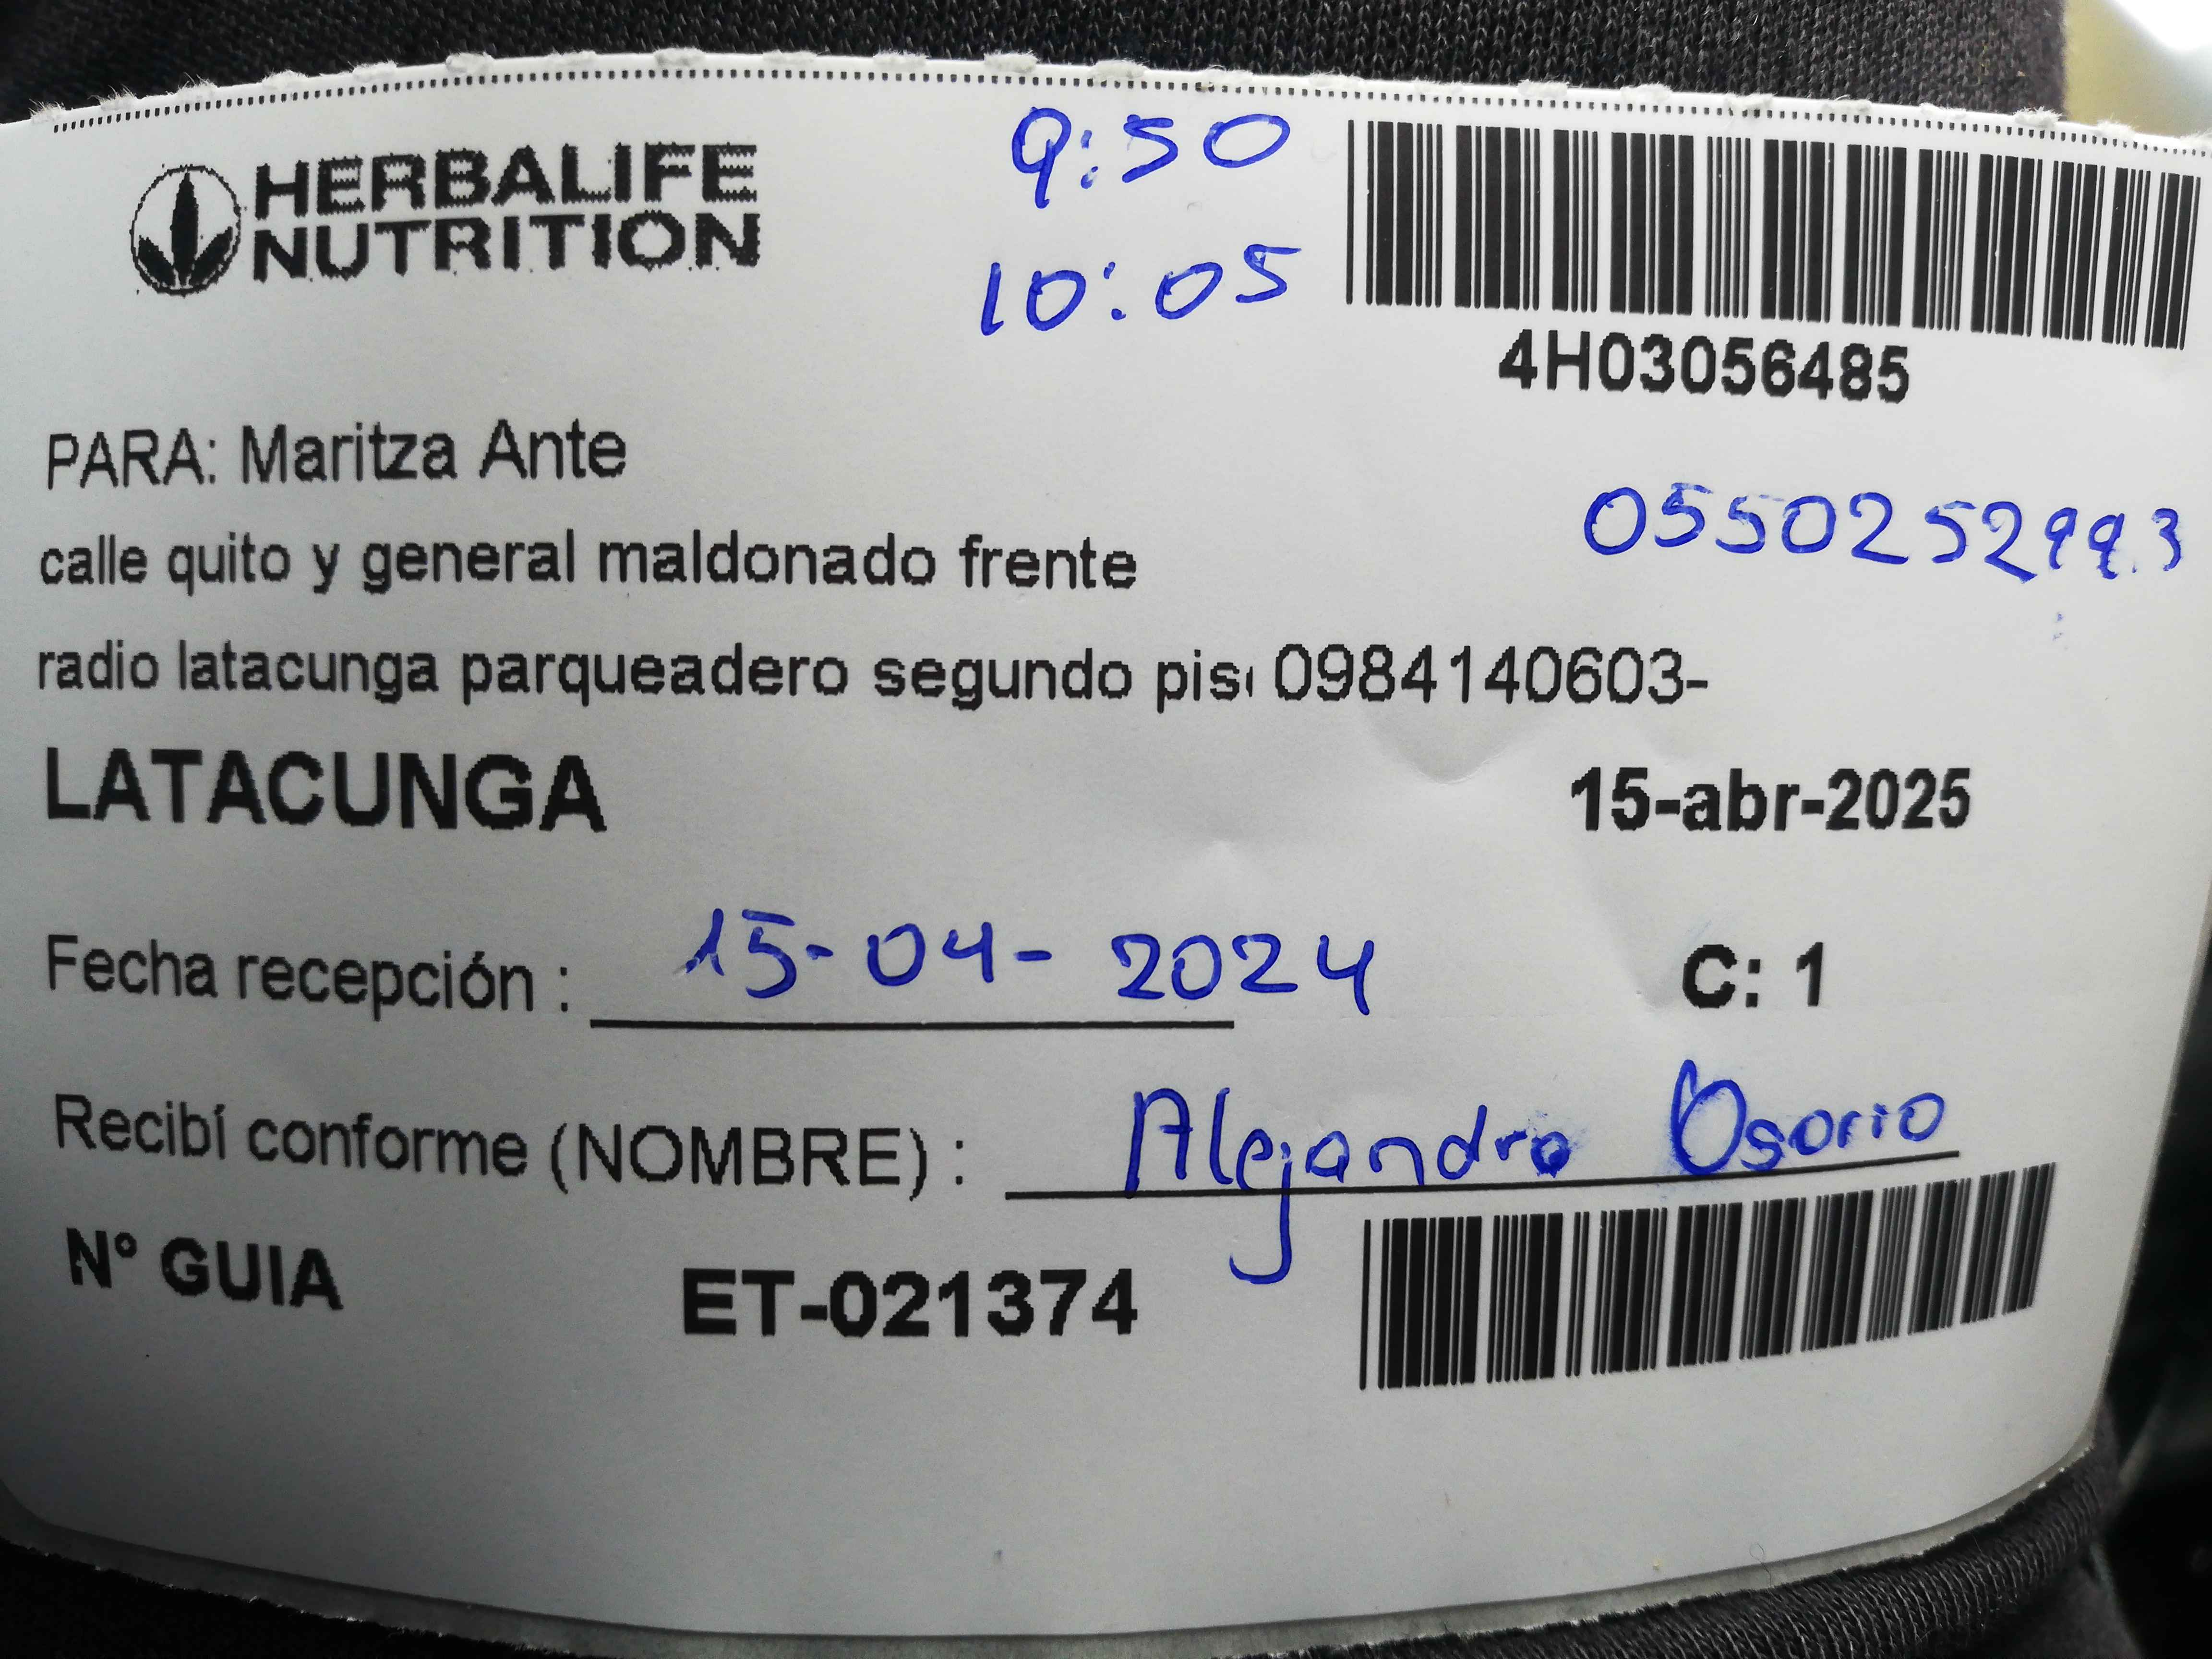 HERBALIFE
NUTRITION
9:50
10:05
4H03056485
PARA: Maritza Ante
0550252993
calle quito y general maldonado frente
radio latacunga parqueadero segundo pis 0984140603-
LATACUNGA
15-abr-2025
Fecha recepción : 15-04-2024
C: 1
Recibí conforme (NOMBRE) : Alejandro Osorio
N° GUIA ET-021374